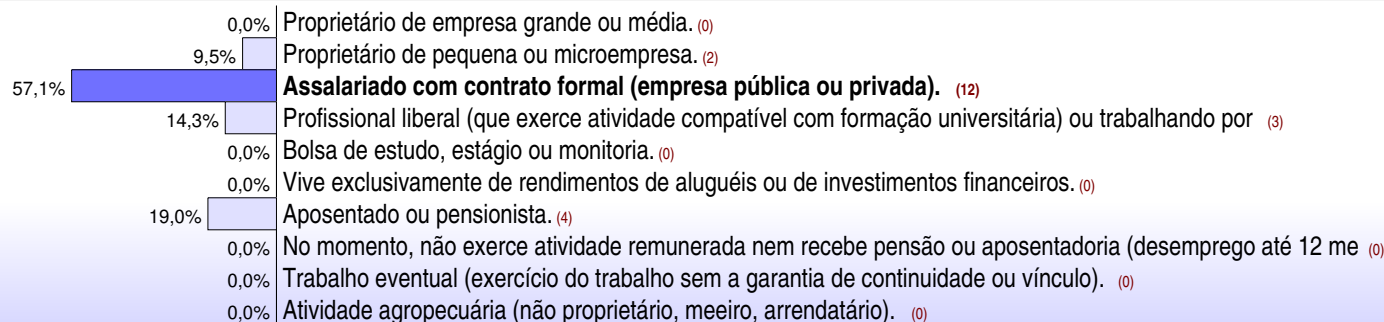 0,0% Proprietário de empresa grande ou média. (0)
9,5% Proprietário de pequena ou microempresa. (2)
57,1% Assalariado com contrato formal (empresa pública ou privada). (12)
14,3% Profissional liberal (que exerce atividade compatível com formação universitária) ou trabalhando por (3)
0,0% Bolsa de estudo, estágio ou monitoria. (0)
0,0% Vive exclusivamente de rendimentos de aluguéis ou de investimentos financeiros. (0)
19,0% Aposentado ou pensionista. (4)
0,0% No momento, não exerce atividade remunerada nem recebe pensão ou aposentadoria (desemprego até 12 me (0)
0,0% Trabalho eventual (exercício do trabalho sem a garantia de continuidade ou vínculo). (0)
0,0% Atividade agropecuária (não proprietário, meeiro, arrendatário). (0)